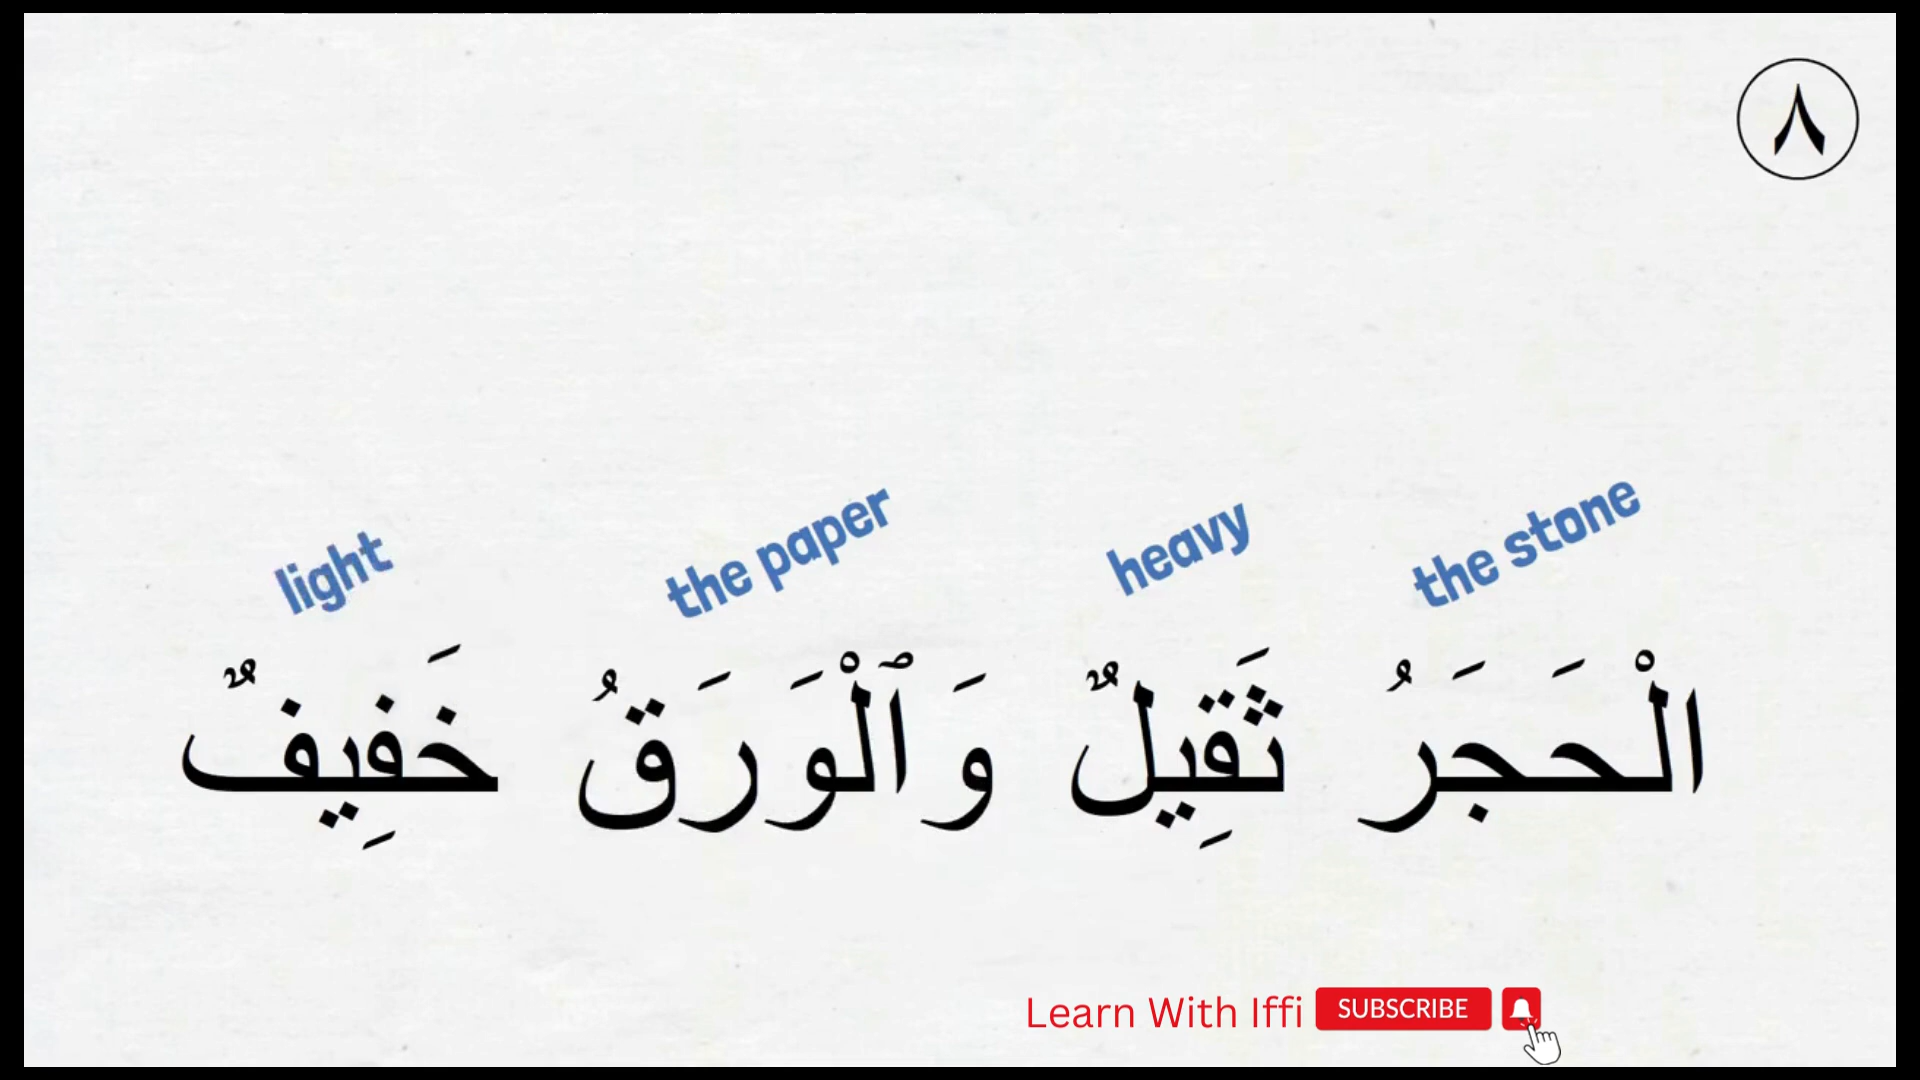 ٨
the stone heavy the paper light
الْحَجَرُ ثَقِيلٌ وَٱلْوَرَقُ خَفِيفٌ
Learn With Iffi SUBSCRIBE